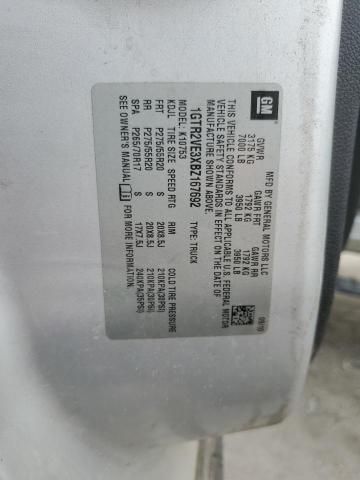 GM
MFD BY GENERAL MOTORS LLC
09/10
GVWR GAWR FRT GAWR RR
3175 KG 1792 KG 1792 KG
7000 LB 3950 LB 3950 LB
THIS VEHICLE CONFORMS TO ALL APPLICABLE U.S. FEDERAL MOTOR
VEHICLE SAFETY STANDARDS IN EFFECT ON THE DATE OF
MANUFACTURE SHOWN ABOVE.
1GTR2VE3XBZ167692 TYPE: TRUCK
MODEL: K10753
KDJL TIRE SIZE SPEED RTG RIM COLD TIRE PRESSURE
FRT P275/55R20 S 20X8.5J 210KPA(30PSI)
RR P275/55R20 S 20X8.5J 210KPA(30PSI)
SPA P265/70R17 S 17X7.5J 240KPA(35PSI)
SEE OWNER'S MANUAL FOR MORE INFORMATION.